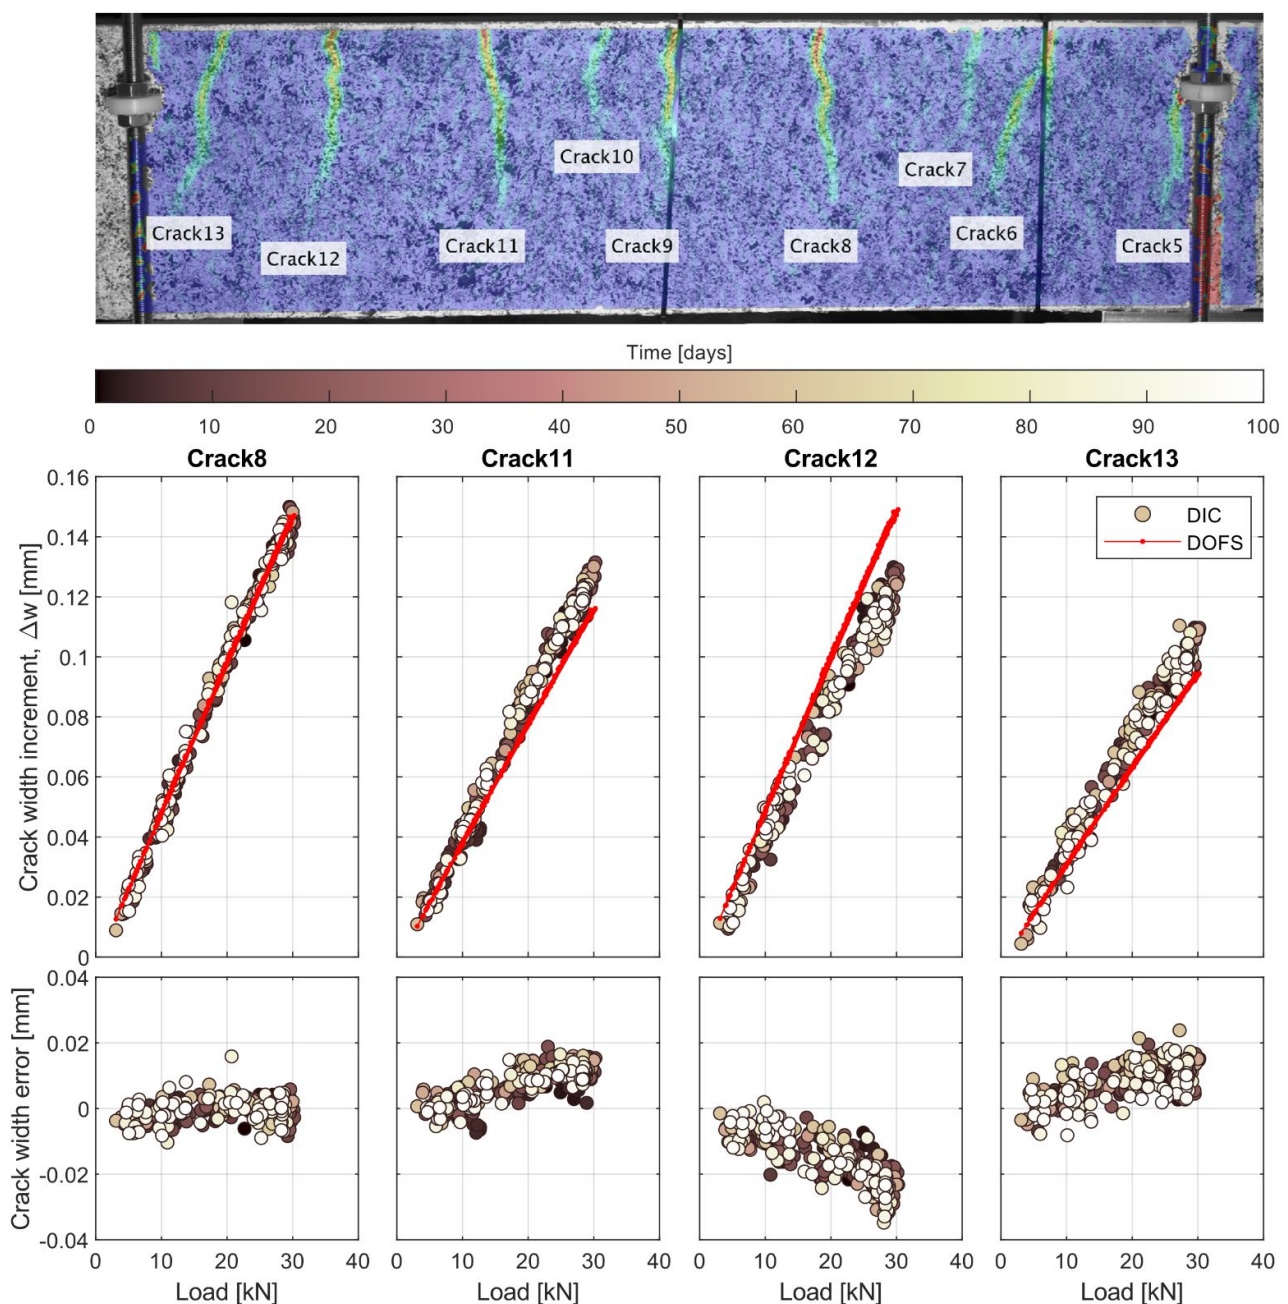 Crack10
Crack7
Crack13
Crack12
Crack11
Crack9
Crack8
Crack6
Crack5
Time [days]
0 10 20 30 40 50 60 70 80 90 100
Crack8 Crack11 Crack12 Crack13
Crack width increment, Δw [mm]
0.16
0.14
0.12
0.1
0.08
0.06
0.04
0.02
0
DIC
DOFS
Crack width error [mm]
0.04
0.02
0
-0.02
-0.04
0 10 20 30 40 0 10 20 30 40 0 10 20 30 40 0 10 20 30 40
Load [kN] Load [kN] Load [kN] Load [kN]